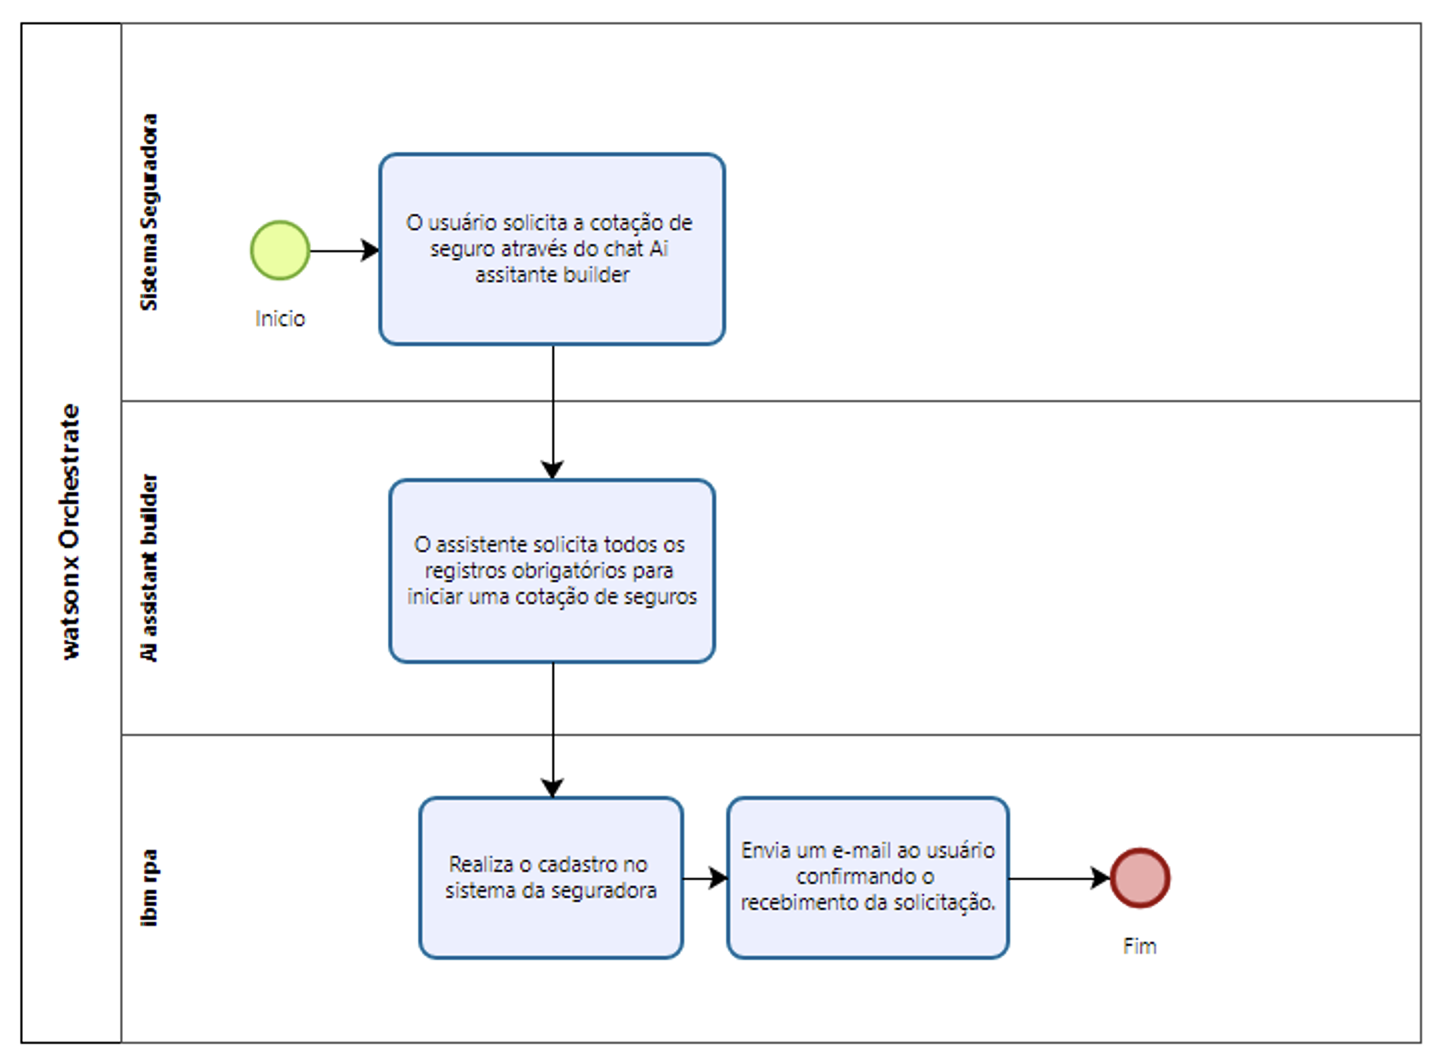 watsonx Orchestrate
Sistema Seguradora
Inicio
O usuário solicita a cotação de
seguro através do chat Ai
assitante builder
Ai assistant builder
O assistente solicita todos os
registros obrigatórios para
iniciar uma cotação de seguros
ibm rpa
Realiza o cadastro no
sistema da seguradora
Envia um e-mail ao usuário
confirmando o
recebimento da solicitação.
Fim